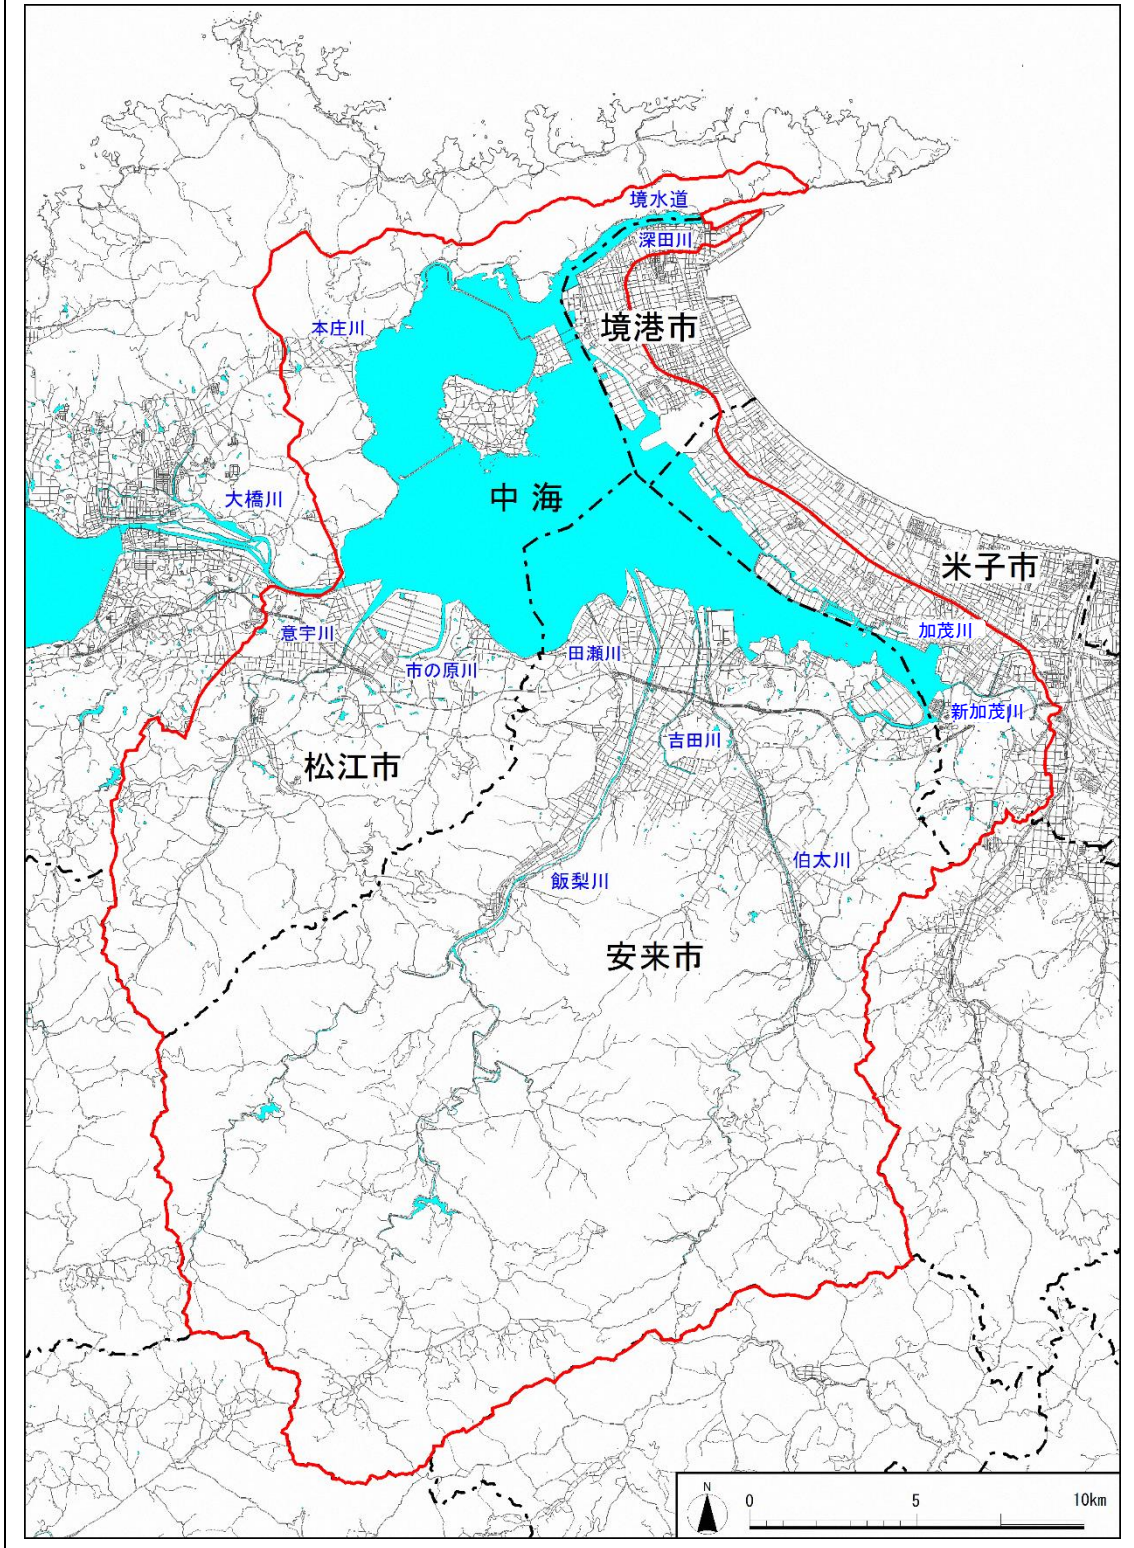 境水道
深田川
境港市
本庄川
中海
大橋川
米子市
加茂川
意宇川
田瀬川
市の原川
新加茂川
吉田川
松江市
伯太川
飯梨川
安来市
N
0 5 10km